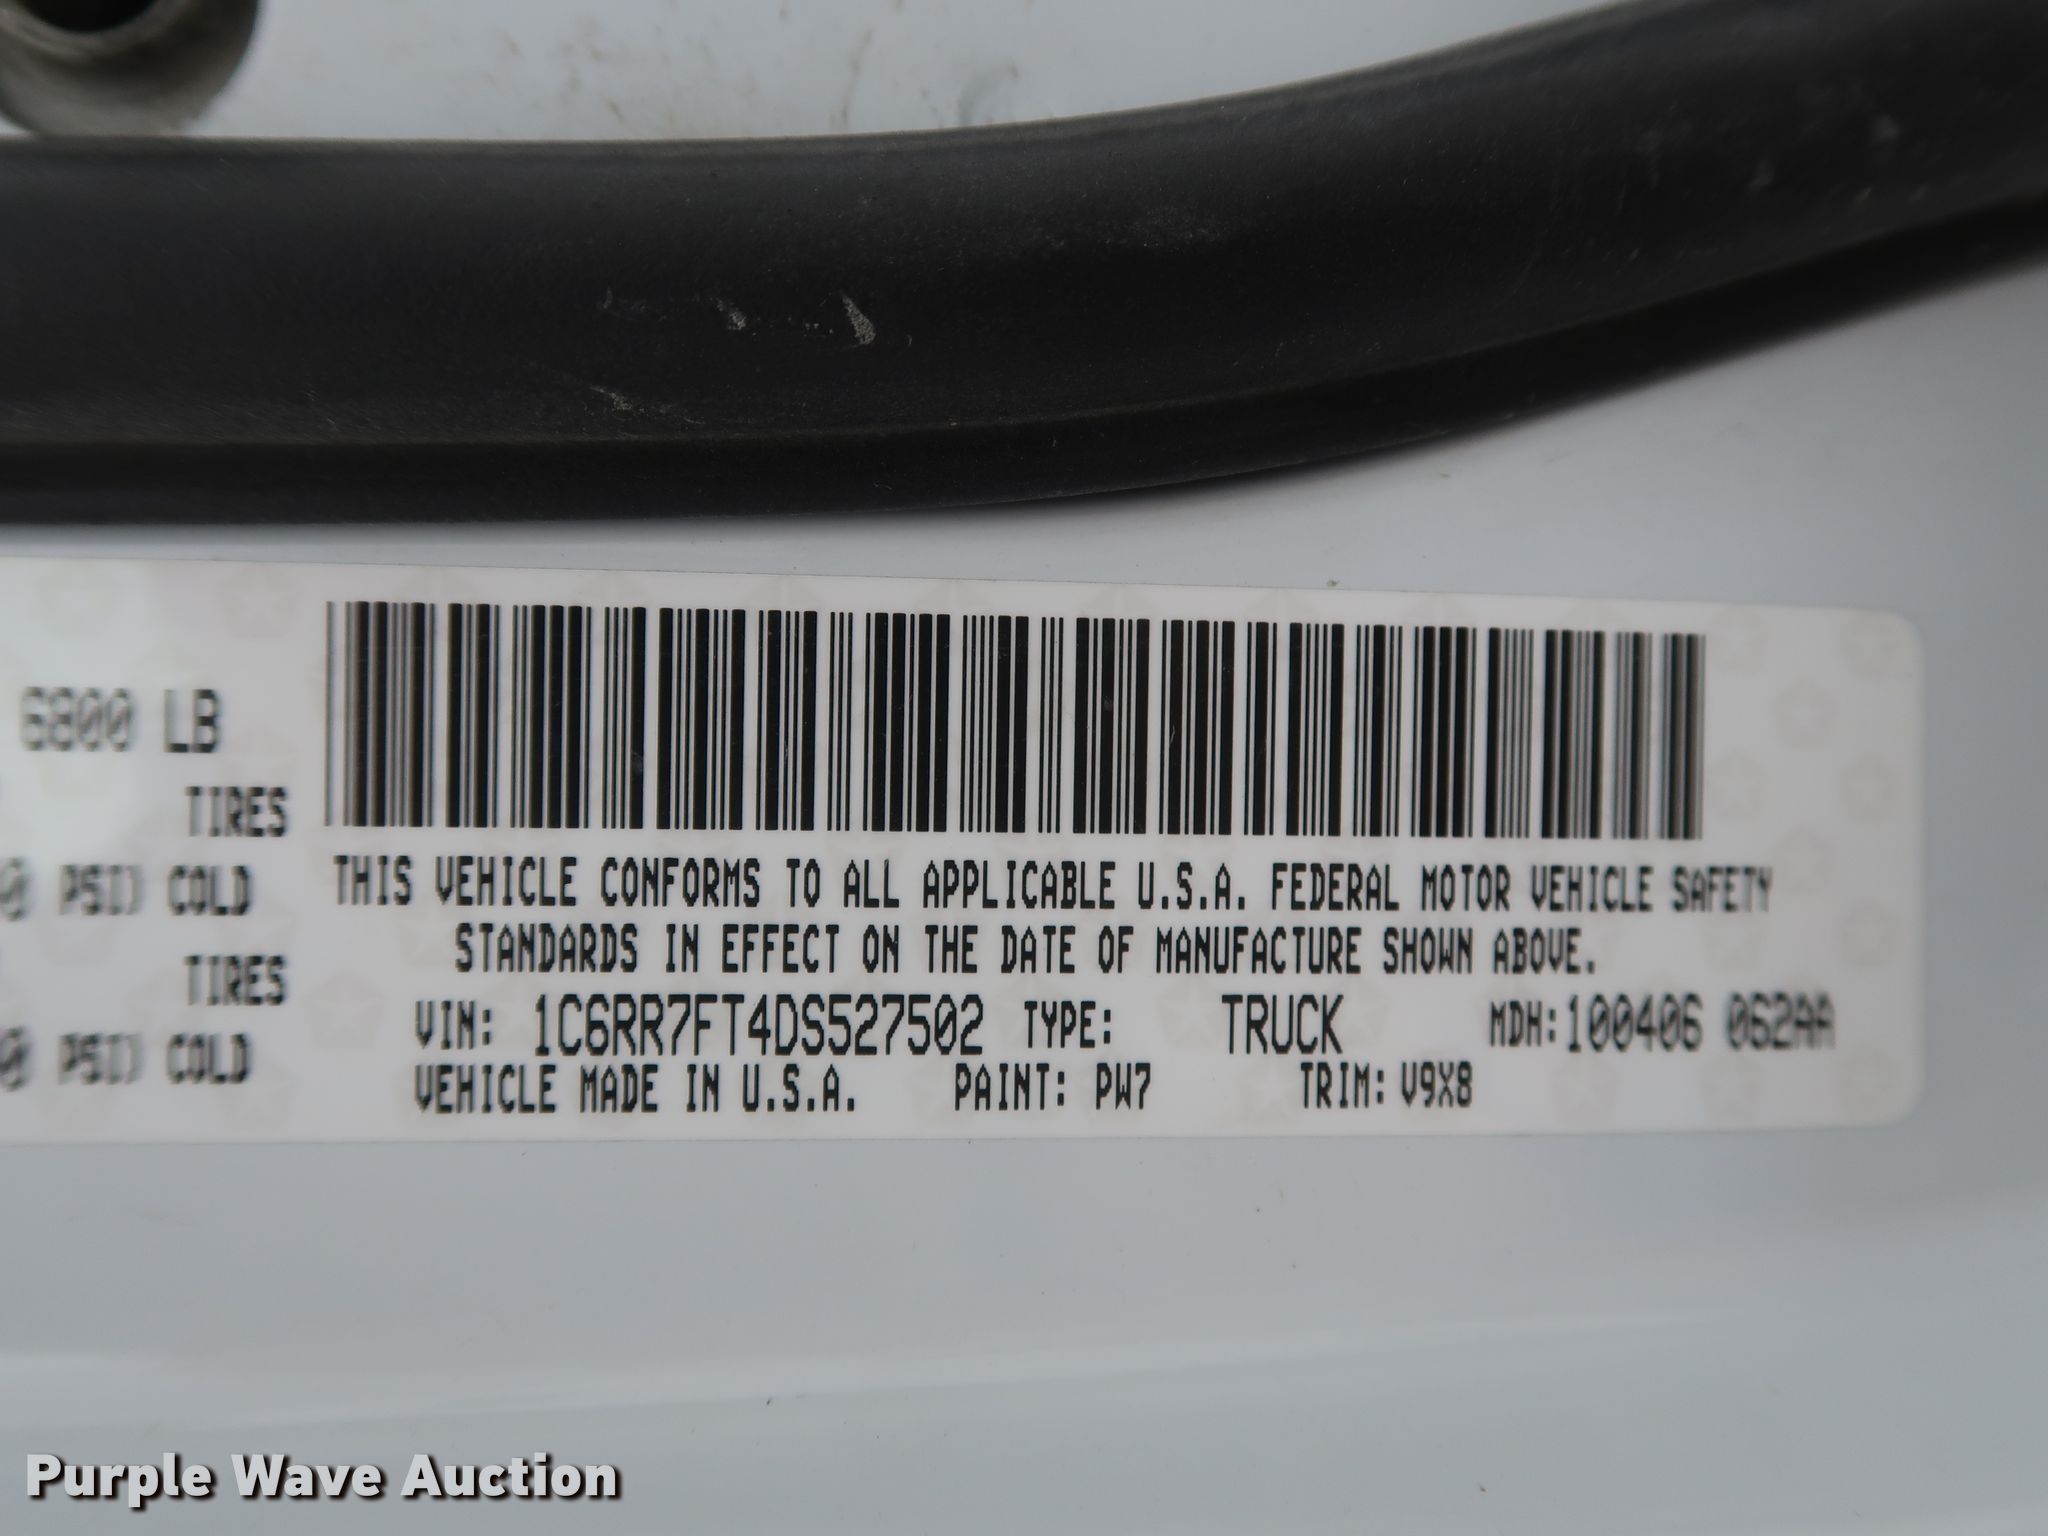 6800 LB
TIRES
0 PSI) COLD
TIRES
0 PSI) COLD
THIS VEHICLE CONFORMS TO ALL APPLICABLE U.S.A. FEDERAL MOTOR VEHICLE SAFETY
STANDARDS IN EFFECT ON THE DATE OF MANUFACTURE SHOWN ABOVE.
VIN: 1C6RR7FT4DS527502 TYPE: TRUCK MDH:100406 062AA
VEHICLE MADE IN U.S.A. PAINT: PW7 TRIM: V9X8
Purple Wave Auction